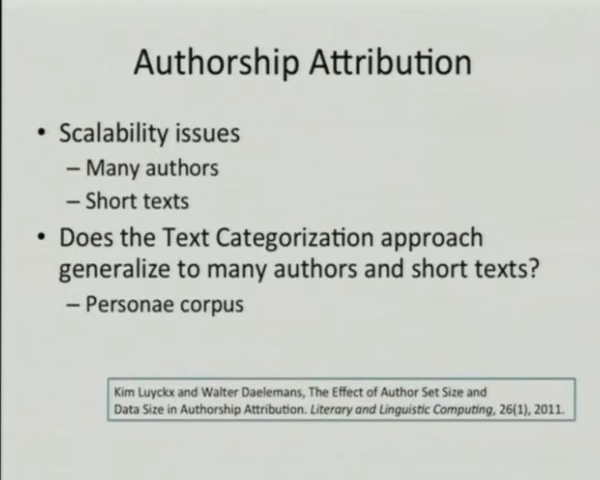 Authorship Attribution
• Scalability issues
– Many authors
– Short texts
• Does the Text Categorization approach
generalize to many authors and short texts?
– Personae corpus
Kim Luyckx and Walter Daelemans, The Effect of Author Set Size and
Data Size in Authorship Attribution. Literary and Linguistic Computing, 26(1), 2011.